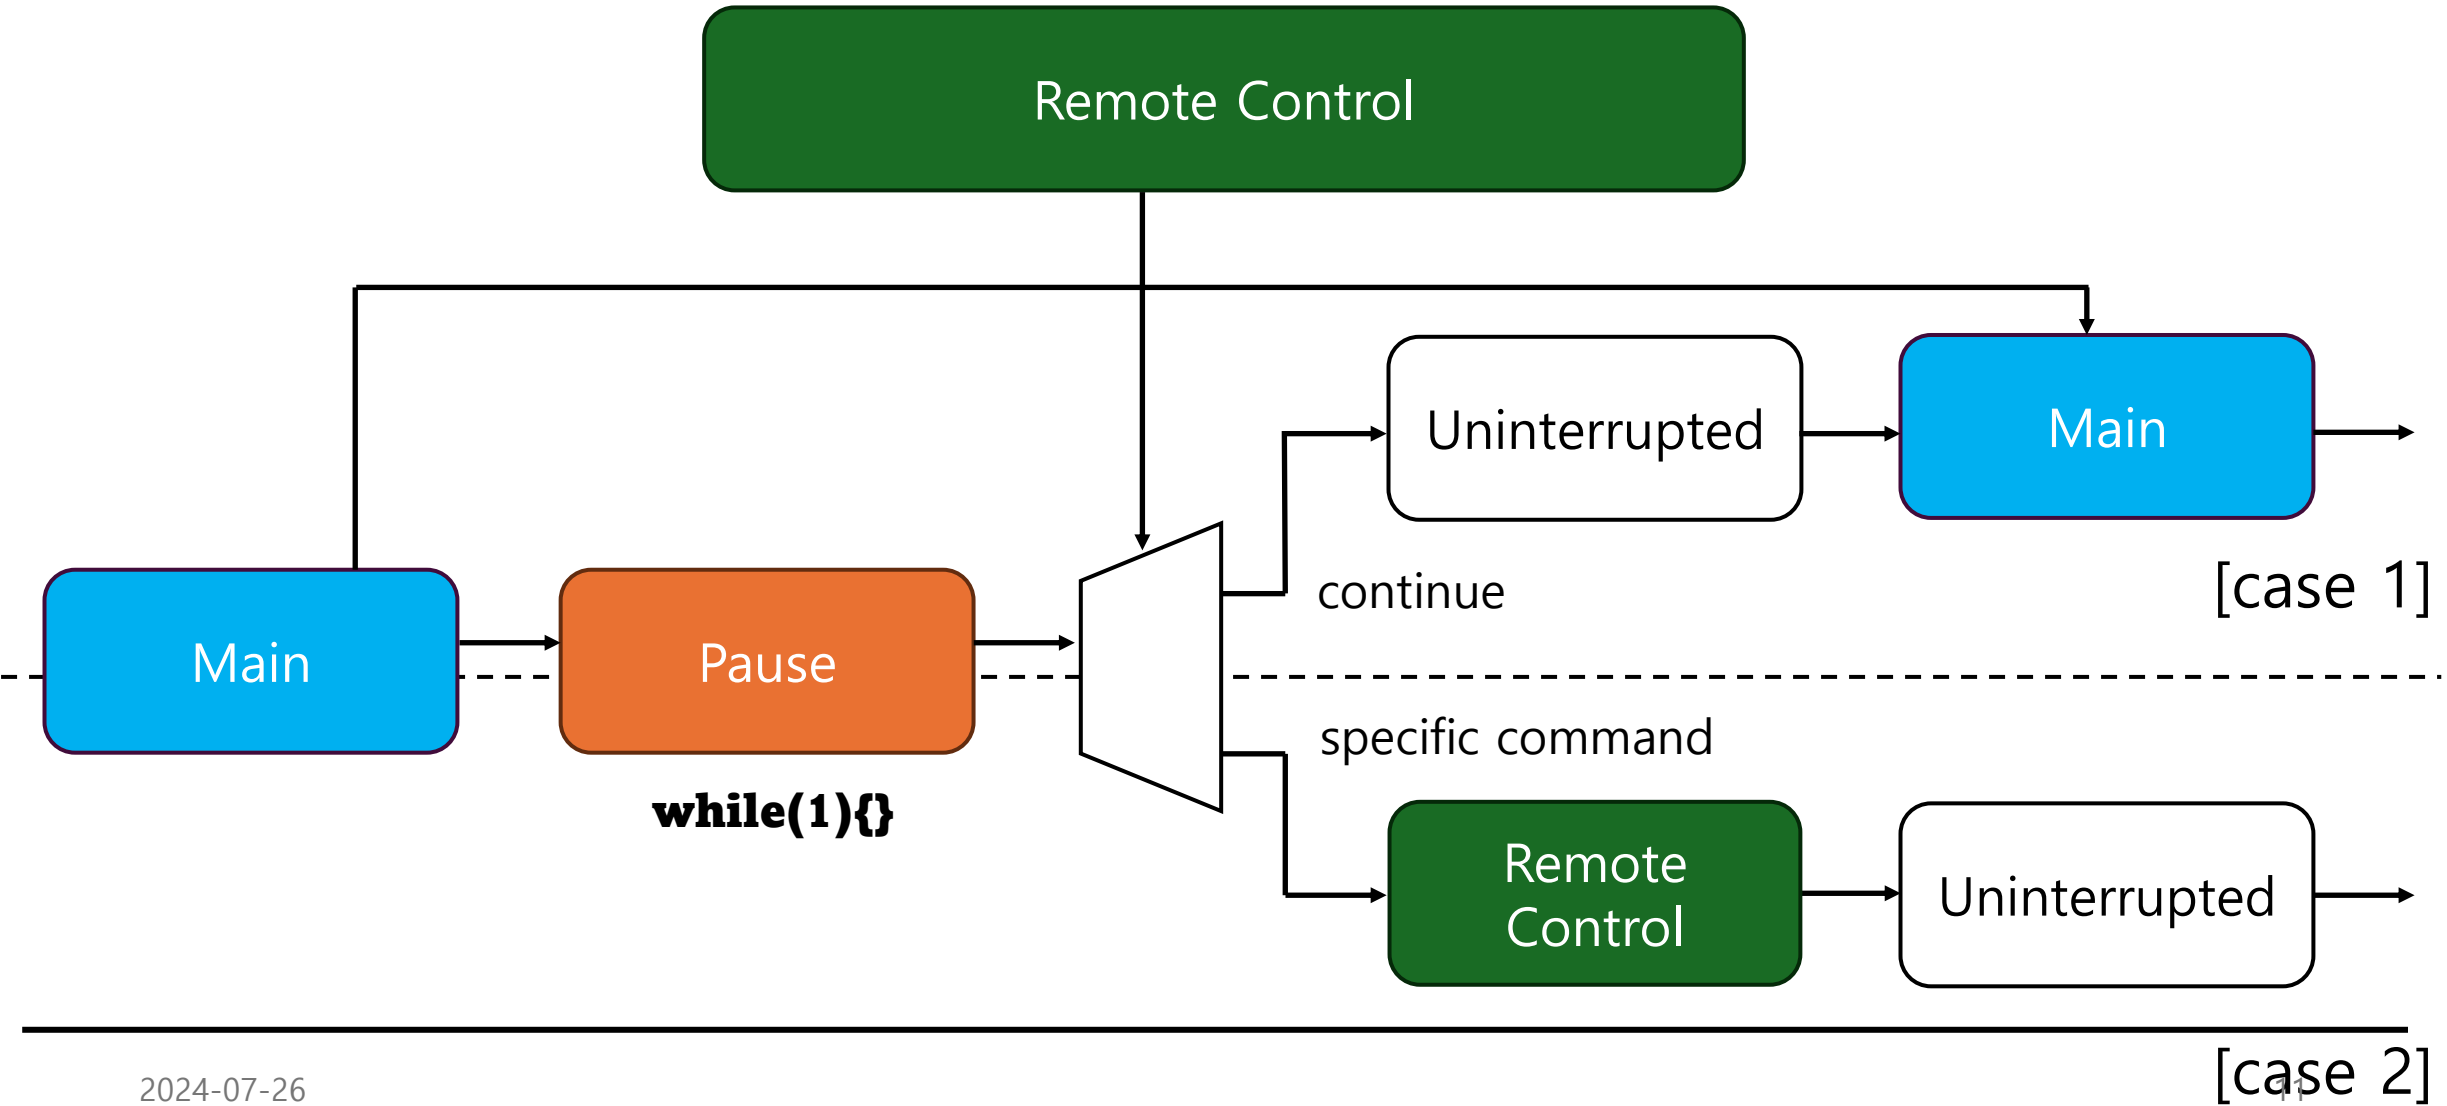 Remote Control
Uninterrupted
Main
continue
[case 1]
Main
Pause
specific command
while(1){}
Remote
Control
Uninterrupted
[case 2]
2024-07-26
11